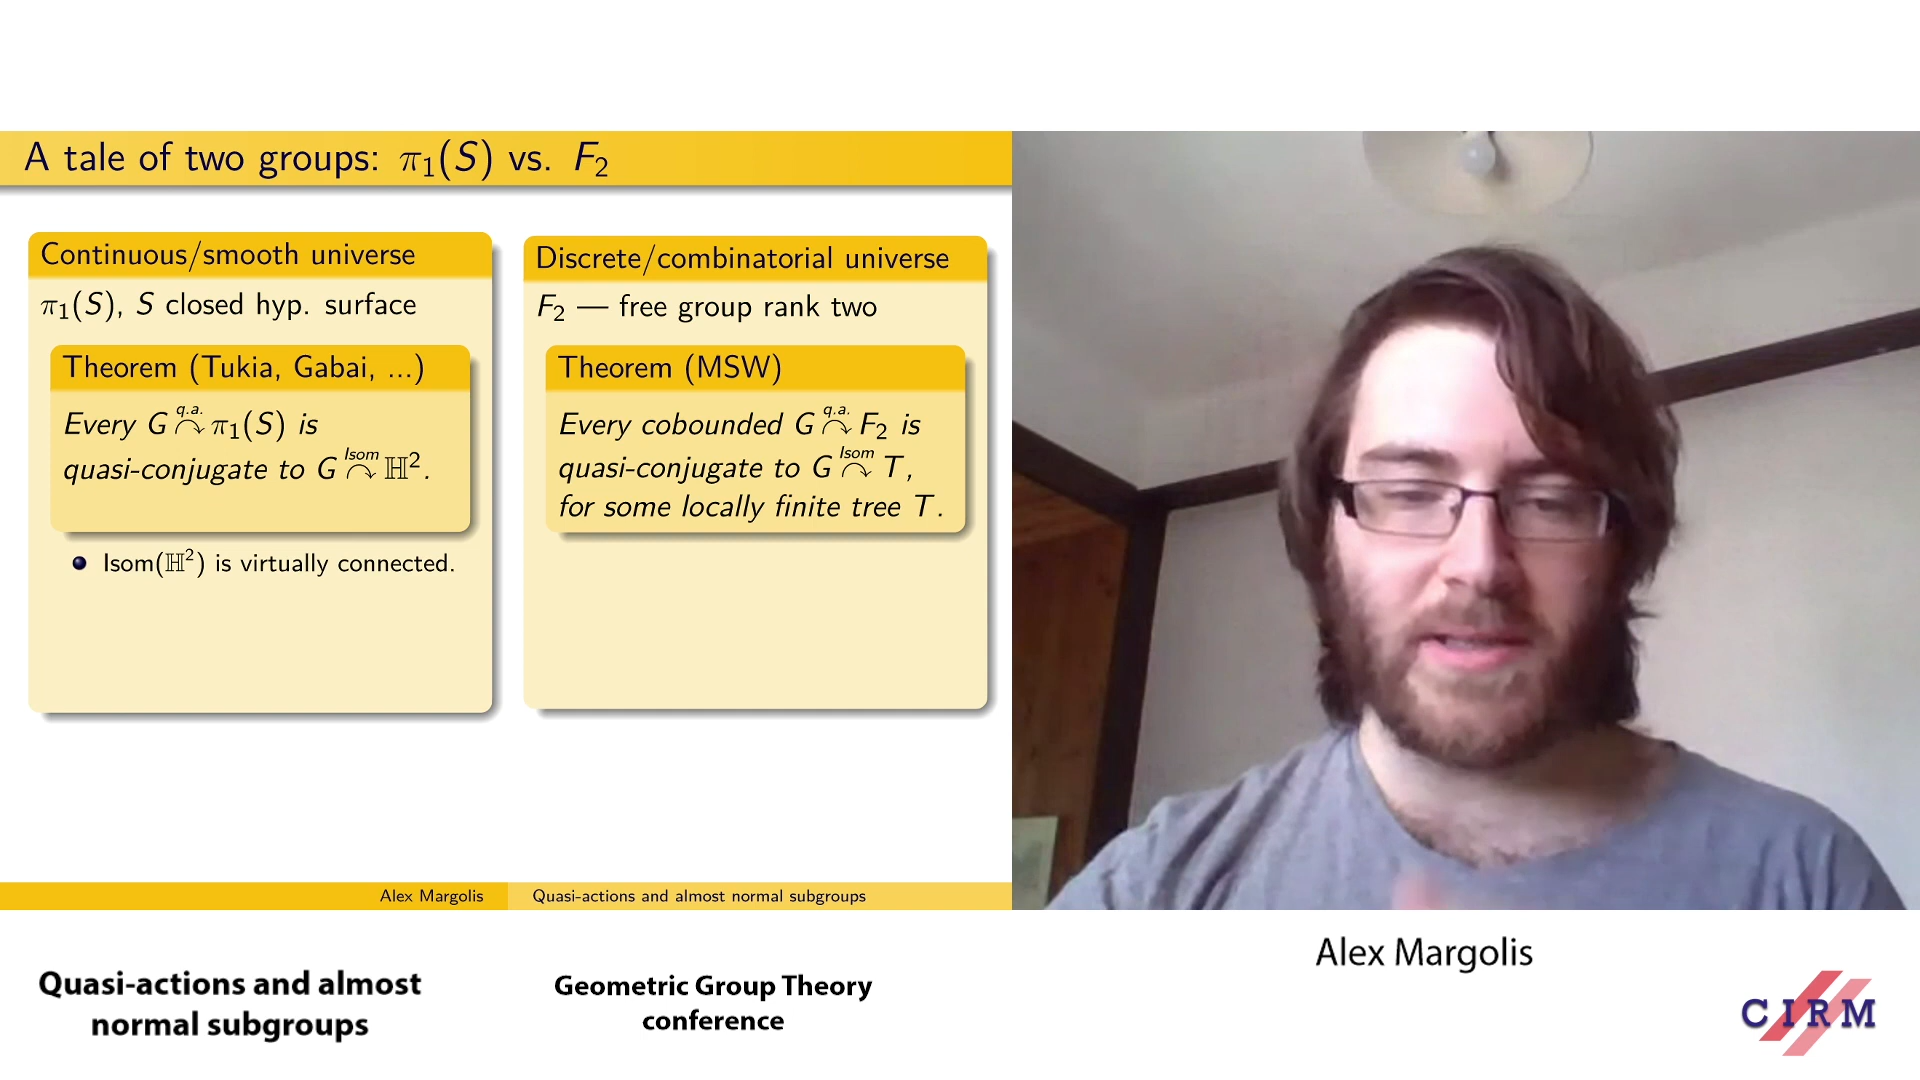 A tale of two groups: π₁(S) vs. F₂
Continuous/smooth universe
π₁(S), S closed hyp. surface
Theorem (Tukia, Gabai, ...)
Every G q.a.↷ π₁(S) is
quasi-conjugate to G Isom↷ ℍ².
Isom(ℍ²) is virtually connected.
Discrete/combinatorial universe
F₂ — free group rank two
Theorem (MSW)
Every cobounded G q.a.↷ F₂ is
quasi-conjugate to G Isom↷ T,
for some locally finite tree T.
Alex Margolis
Quasi-actions and almost normal subgroups
Quasi-actions and almost
normal subgroups
Geometric Group Theory
conference
Alex Margolis
CIRM